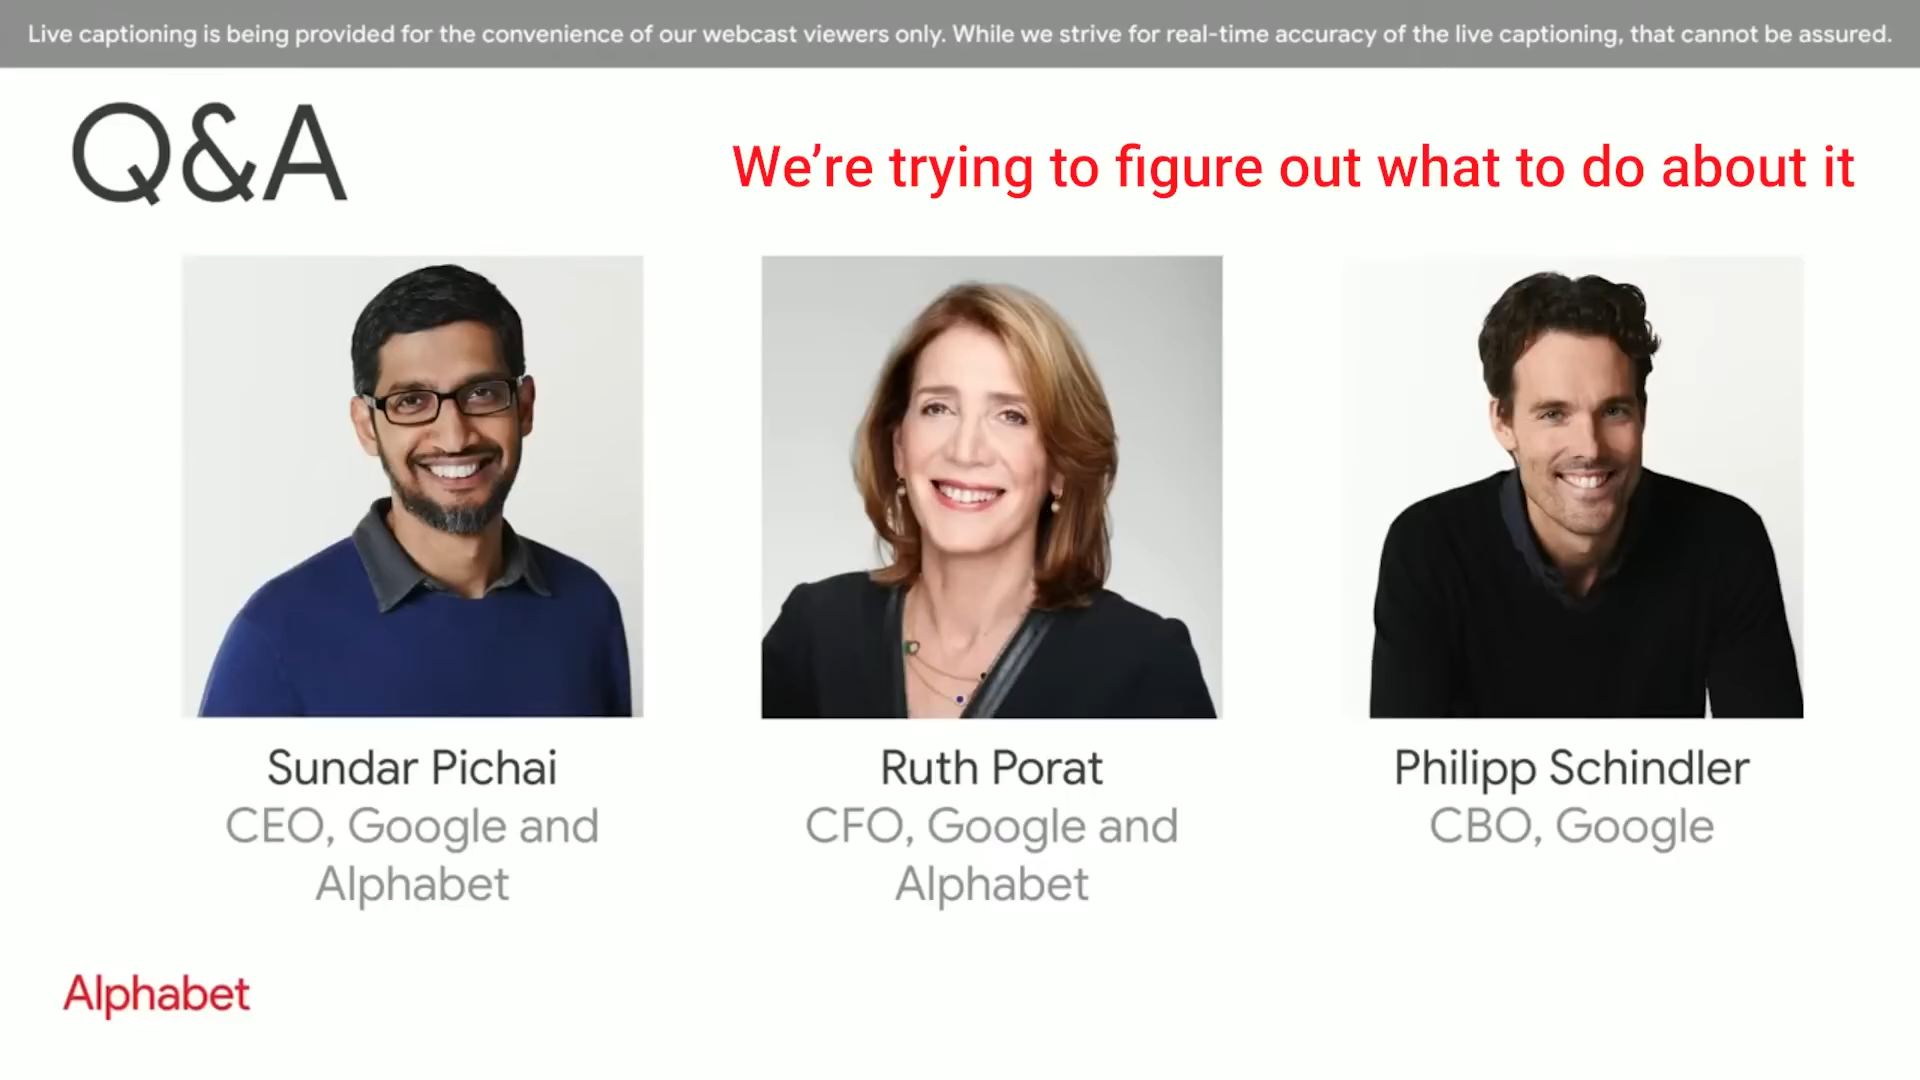 Live captioning is being provided for the convenience of our webcast viewers only. While we strive for real-time accuracy of the live captioning, that cannot be assured.
Q&A
We're trying to figure out what to do about it
Sundar Pichai
CEO, Google and
Alphabet
Ruth Porat
CFO, Google and
Alphabet
Philipp Schindler
CBO, Google
Alphabet